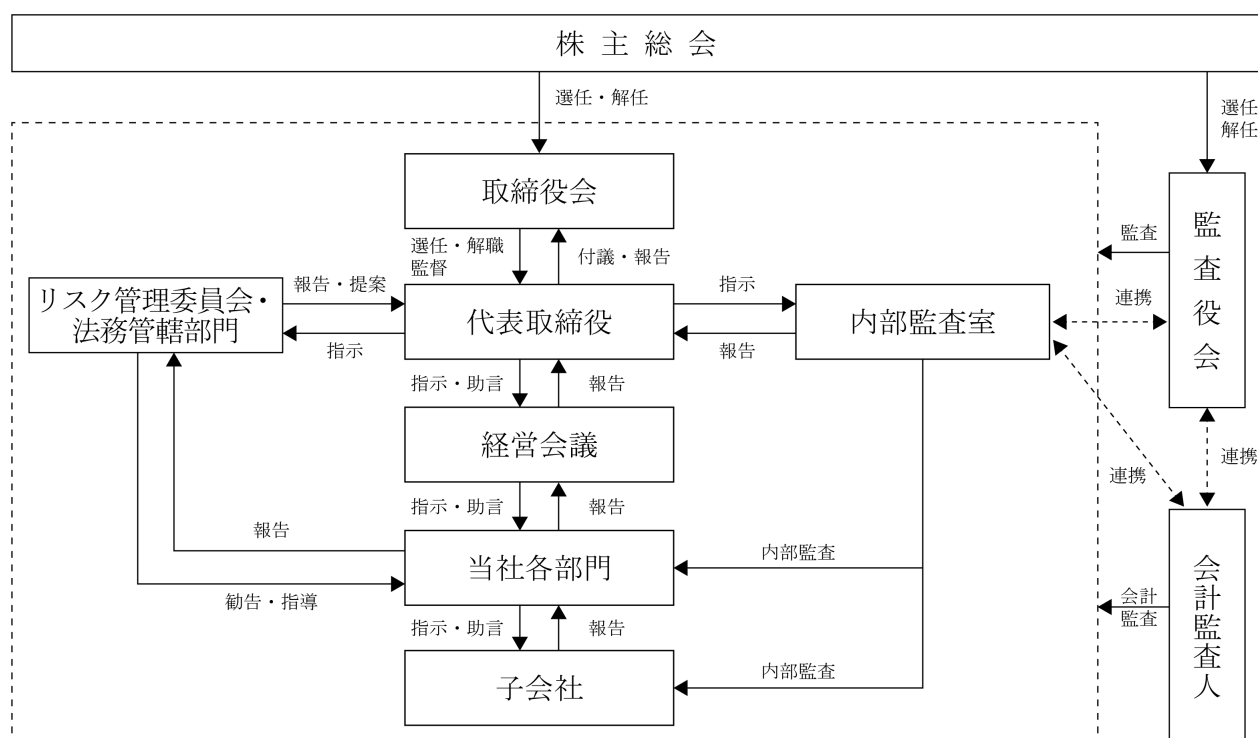 株主総会
選任・解任
選任
解任
取締役会
監査役会
選任・解職
監督
付議・報告
監査
リスク管理委員会・
法務管轄部門
報告・提案
指示
代表取締役
指示
報告
内部監査室
連携
指示・助言
報告
経営会議
連携
連携
指示・助言
報告
報告
当社各部門
内部監査
会計監査人
勧告・指導
会計
監査
指示・助言
報告
子会社
内部監査